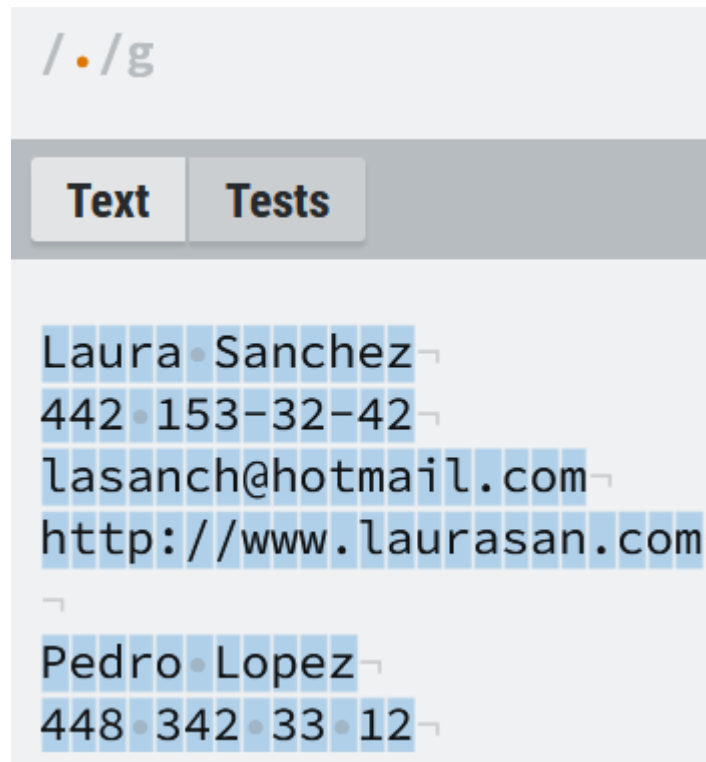 /./g
Text Tests
Laura·Sanchez¬
442·153-32-42¬
lasanch@hotmail.com¬
http://www.laurasan.com
¬
Pedro·Lopez¬
448·342·33·12¬